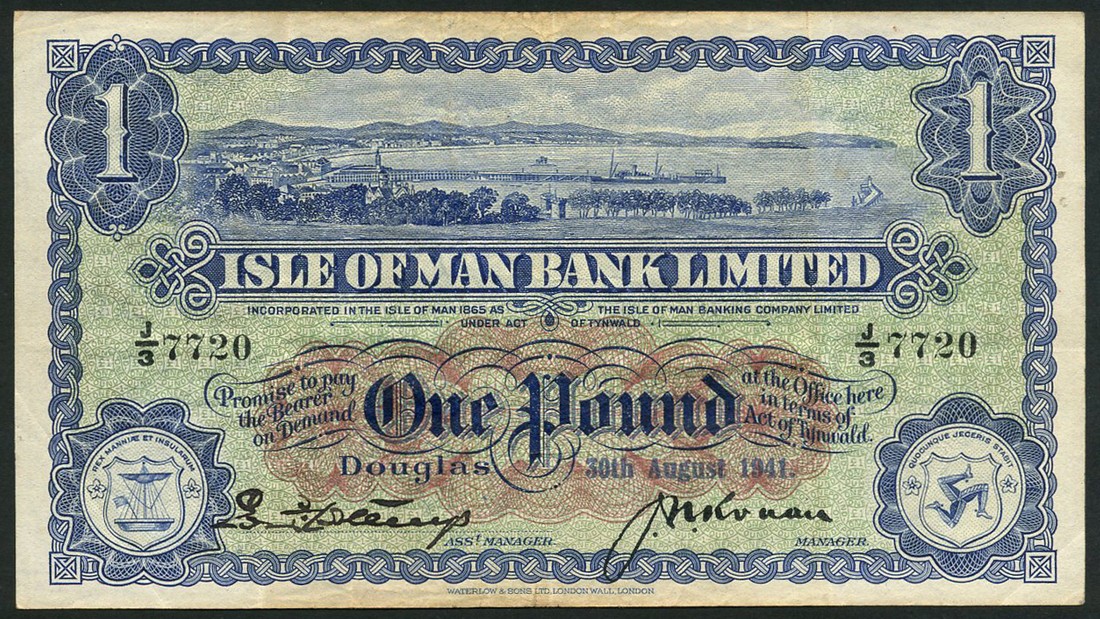 1 1
ISLE OF MAN BANK LIMITED
INCORPORATED IN THE ISLE OF MAN 1865 AS THE ISLE OF MAN BANKING COMPANY LIMITED
UNDER ACT OF TYNWALD
J/3 7720 J/3 7720
Promise to pay
the Bearer
on Demand
One Pound
at the Office here
in terms of
Act of Tynwald.
Douglas 30th August 1941.
REX MANNIÆ ET INSULARUM
QUOCUNQUE JECERIS STABIT
ASST. MANAGER MANAGER
WATERLOW & SONS LTD, LONDON WALL, LONDON